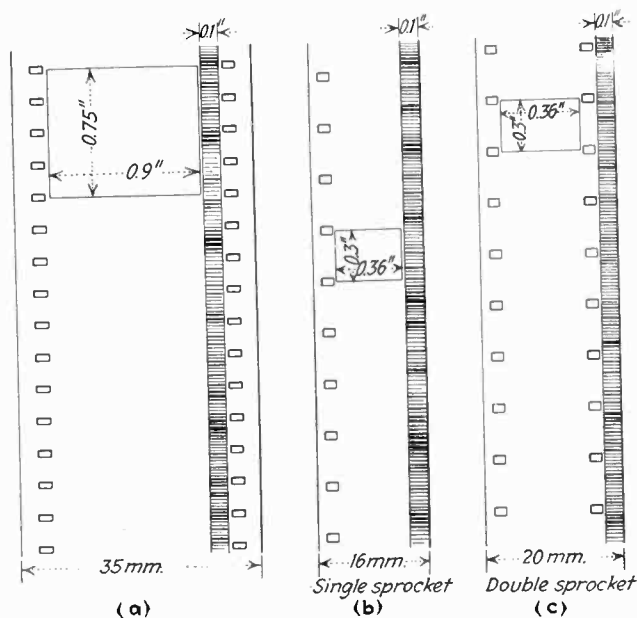 0.1"
0.1"
0.1"
0.75"
0.9"
0.3"
0.36"
0.3"
0.36"
35 mm.
16 mm.
20 mm.
Single sprocket
Double sprocket
(a)
(b)
(c)